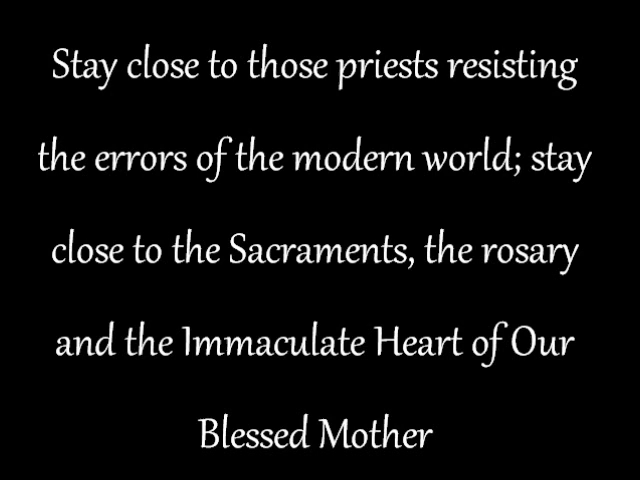 Stay close to those priests resisting
the errors of the modern world; stay
close to the Sacraments, the rosary
and the Immaculate Heart of Our
Blessed Mother